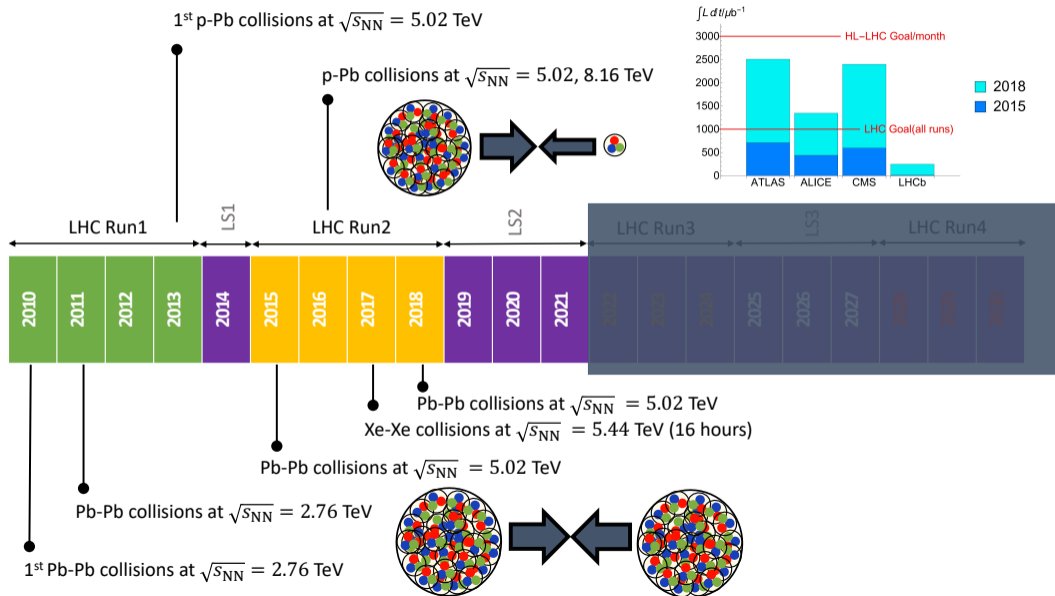 1st p-Pb collisions at √sNN = 5.02 TeV
p-Pb collisions at √sNN = 5.02, 8.16 TeV
∫L dt/μb⁻¹
3000
2500
2000
1500
1000
500
0
HL−LHC Goal/month
LHC Goal(all runs)
2018
2015
ATLAS ALICE CMS LHCb
LHC Run1
LS1
LHC Run2
LS2
LHC Run3
LS3
LHC Run4
2010
2011
2012
2013
2014
2015
2016
2017
2018
2019
2020
2021
2022
2023
2024
2025
2026
2027
Pb-Pb collisions at √sNN = 5.02 TeV
Xe-Xe collisions at √sNN = 5.44 TeV (16 hours)
Pb-Pb collisions at √sNN = 5.02 TeV
Pb-Pb collisions at √sNN = 2.76 TeV
1st Pb-Pb collisions at √sNN = 2.76 TeV